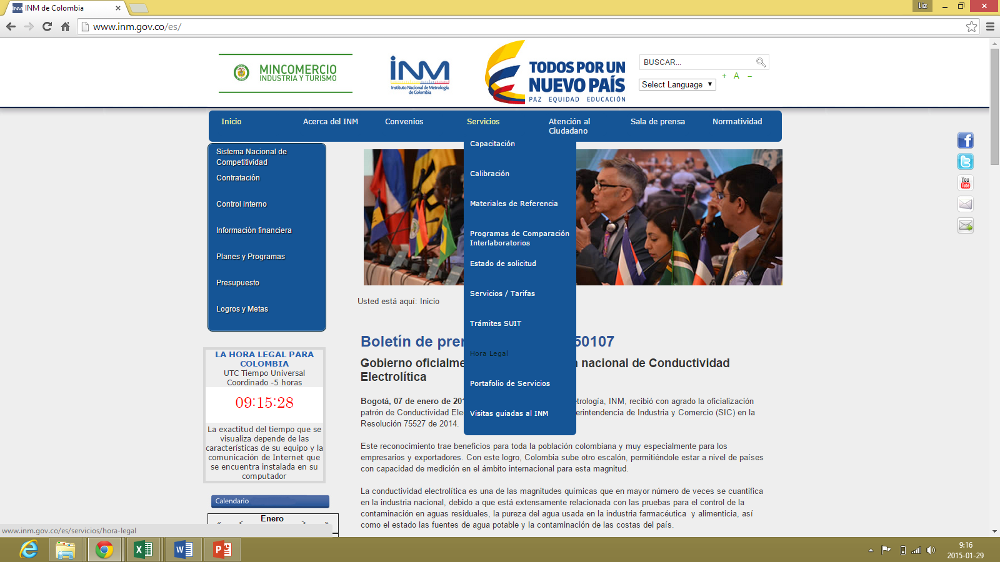 INM de Colombia
Liz
www.inm.gov.co/es/
MINCOMERCIO
INDUSTRIA Y TURISMO
INM
Instituto Nacional de Metrología
de Colombia
TODOS POR UN
NUEVO PAÍS
PAZ EQUIDAD EDUCACIÓN
BUSCAR...
Select Language
+ A −
Inicio
Acerca del INM
Convenios
Servicios
Atención al
Ciudadano
Sala de prensa
Normatividad
Sistema Nacional de
Competitividad
Contratación
Control interno
Información financiera
Planes y Programas
Presupuesto
Logros y Metas
Capacitación
Calibración
Materiales de Referencia
Programas de Comparación
Interlaboratorios
Estado de solicitud
Servicios / Tarifas
Trámites SUIT
Hora Legal
Portafolio de Servicios
Visitas guiadas al INM
You
Tube
Usted está aquí: Inicio
Boletín de pren 50107
Gobierno oficialme nacional de Conductividad
Electrolítica
Bogotá, 07 de enero de 201 etrología, INM, recibió con agrado la oficialización
patrón de Conductividad Ele erintendencia de Industria y Comercio (SIC) en la
Resolución 75527 de 2014.
Este reconocimiento trae beneficios para toda la población colombiana y muy especialmente para los
empresarios y exportadores. Con este logro, Colombia sube otro escalón, permitiéndole estar a nivel de países
con capacidad de medición en el ámbito internacional para esta magnitud.
La conductividad electrolítica es una de las magnitudes químicas que en mayor número de veces se cuantifica
en la industria nacional, debido a que está extensamente relacionada con las pruebas para el control de la
contaminación en aguas residuales, la pureza del agua usada en la industria farmacéutica y alimenticia, así
como el estado las fuentes de agua potable y la contaminación de las costas del país.
LA HORA LEGAL PARA
COLOMBIA
UTC Tiempo Universal
Coordinado -5 horas
09:15:28
La exactitud del tiempo que se
visualiza depende de las
características de su equipo y la
comunicación de Internet que
se encuentra instalada en su
computador
Calendario
« < Enero > »
www.inm.gov.co/es/servicios/hora-legal
9:16
2015-01-29